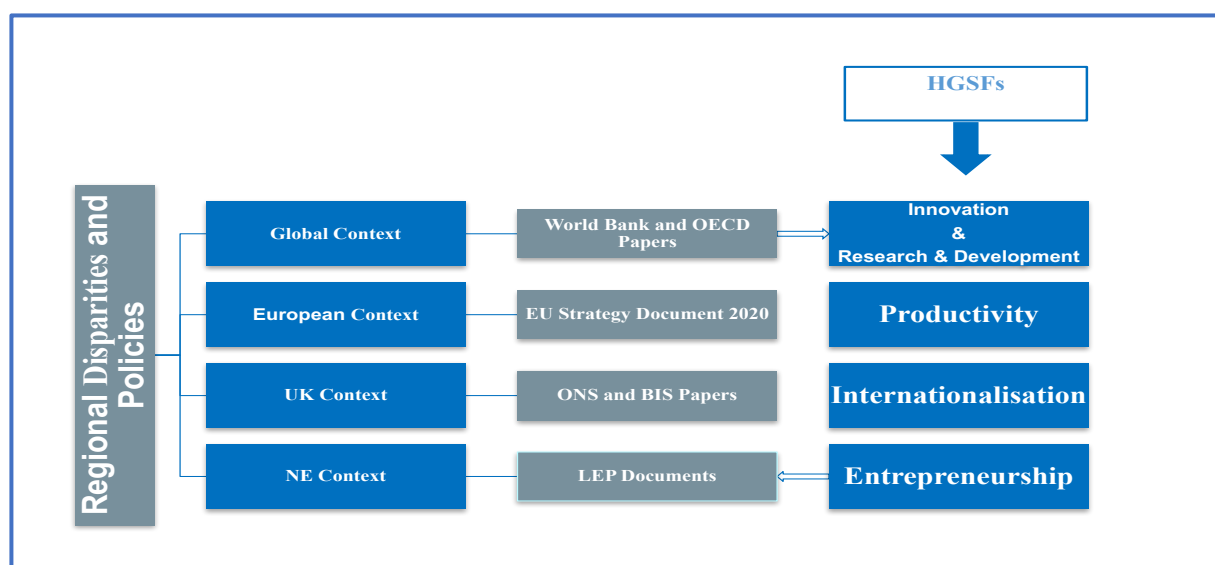 HGSFs
Regional Disparities and
Policies
Global Context
World Bank and OECD
Papers
Innovation
&
Research & Development
European Context
EU Strategy Document 2020
Productivity
UK Context
ONS and BIS Papers
Internationalisation
NE Context
LEP Documents
Entrepreneurship